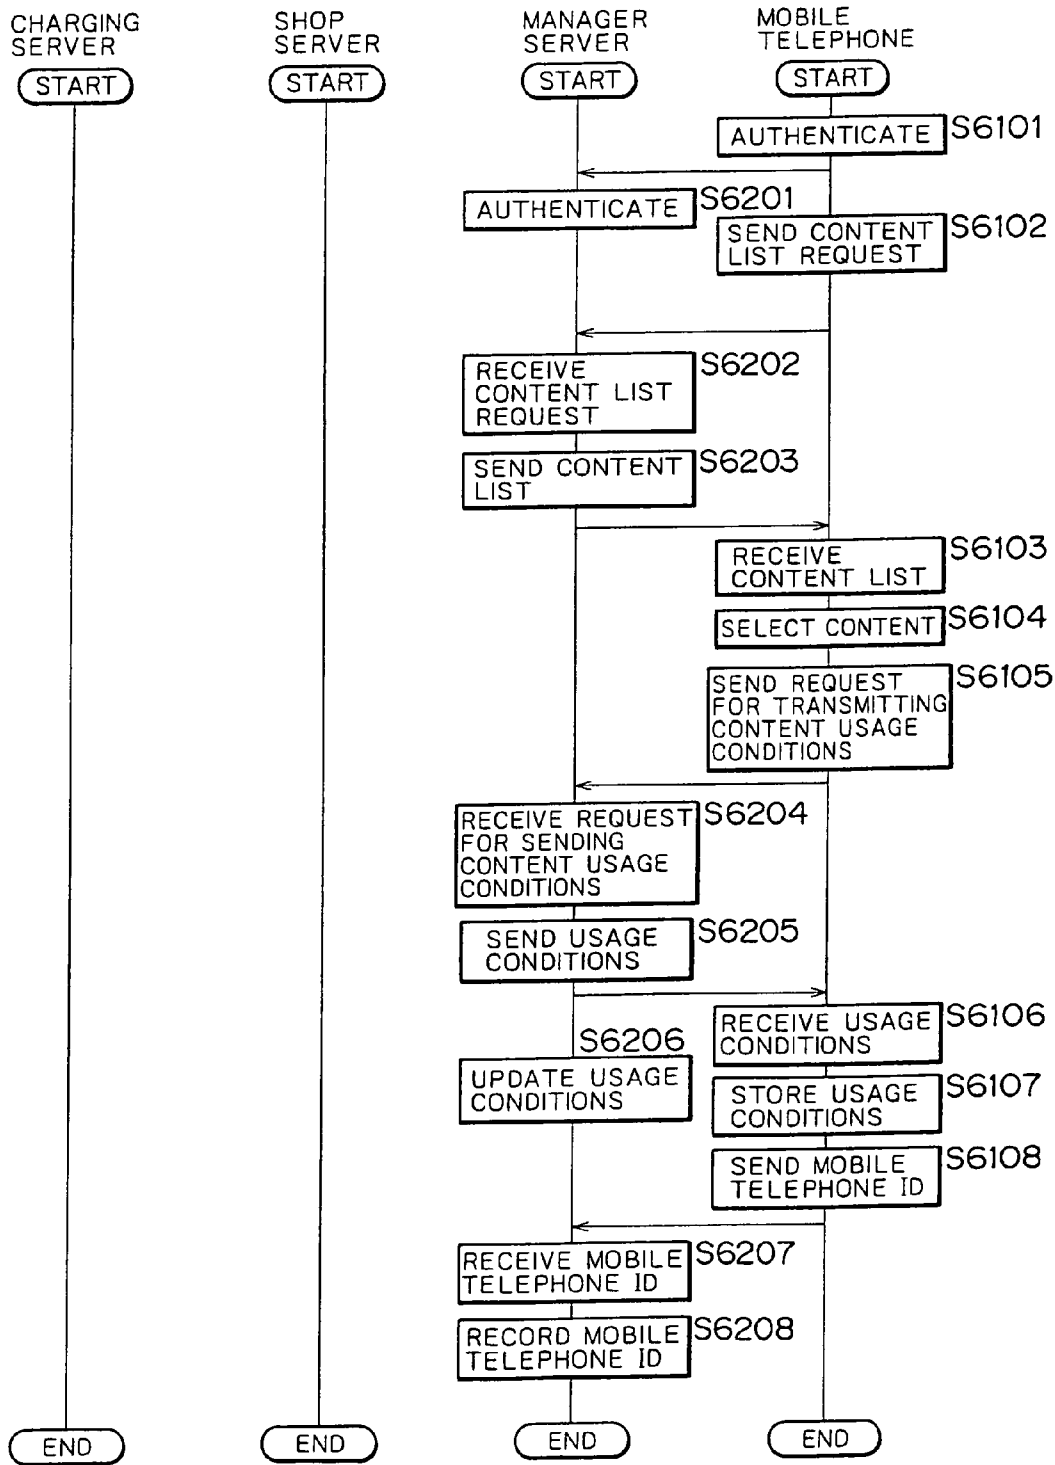 CHARGING
SERVER
SHOP
SERVER
MANAGER
SERVER
MOBILE
TELEPHONE
START
START
START
START
AUTHENTICATE
S6101
AUTHENTICATE
S6201
SEND CONTENT
LIST REQUEST
S6102
RECEIVE
CONTENT LIST
REQUEST
S6202
SEND CONTENT
LIST
S6203
RECEIVE
CONTENT LIST
S6103
SELECT CONTENT
S6104
SEND REQUEST
FOR TRANSMITTING
CONTENT USAGE
CONDITIONS
S6105
RECEIVE REQUEST
FOR SENDING
CONTENT USAGE
CONDITIONS
S6204
SEND USAGE
CONDITIONS
S6205
RECEIVE USAGE
CONDITIONS
S6106
S6206
UPDATE USAGE
CONDITIONS
STORE USAGE
CONDITIONS
S6107
SEND MOBILE
TELEPHONE ID
S6108
RECEIVE MOBILE
TELEPHONE ID
S6207
RECORD MOBILE
TELEPHONE ID
S6208
END
END
END
END